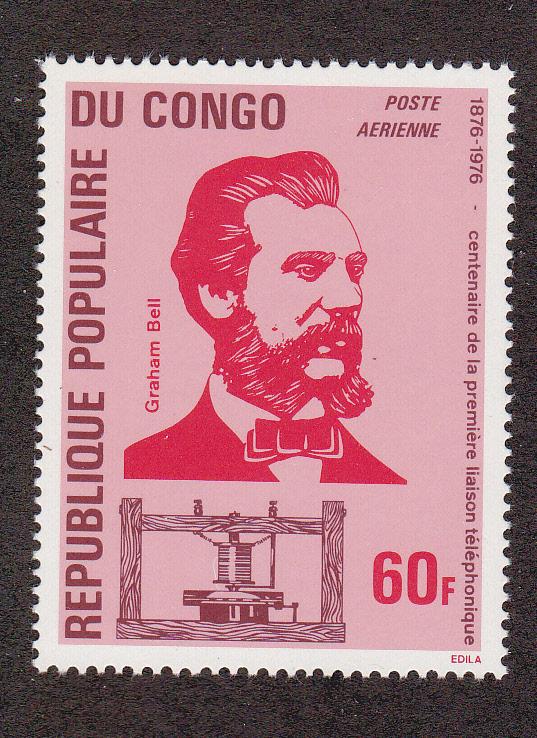 REPUBLIQUE POPULAIRE
DU CONGO
POSTE
AERIENNE
1876-1976 - centenaire de la première liaison téléphonique
Graham Bell
60F
EDILA